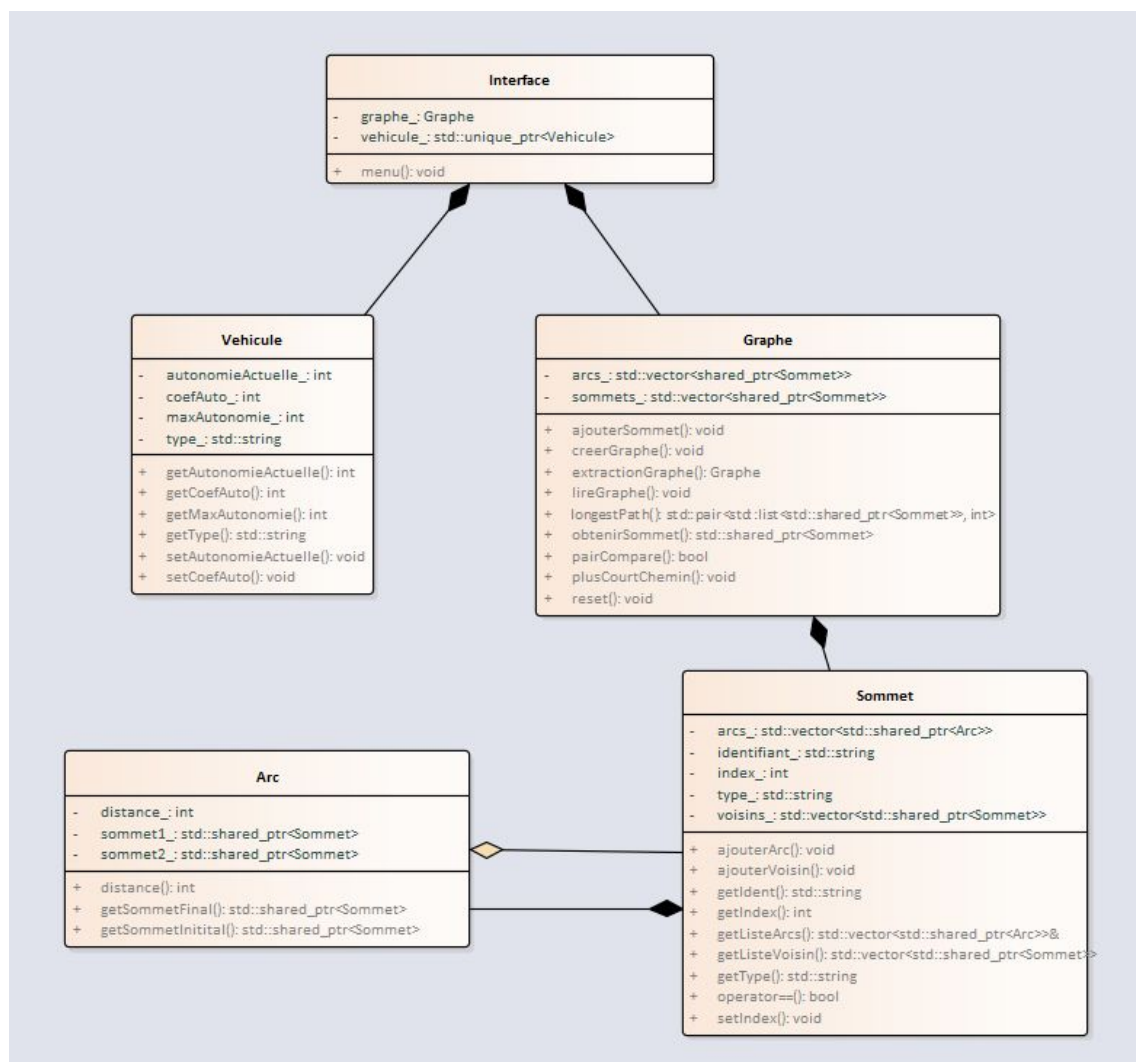 Interface
- graphe_: Graphe
- vehicule_: std::unique_ptr<Vehicule>
+ menu(): void
Vehicule
- autonomieActuelle_: int
- coefAuto_: int
- maxAutonomie_: int
- type_: std::string
+ getAutonomieActuelle(): int
+ getCoefAuto(): int
+ getMaxAutonomie(): int
+ getType(): std::string
+ setAutonomieActuelle(): void
+ setCoefAuto(): void
Graphe
- arcs_: std::vector<shared_ptr<Sommet>>
- sommets_: std::vector<shared_ptr<Sommet>>
+ ajouterSommet(): void
+ creerGraphe(): void
+ extractionGraphe(): Graphe
+ lireGraphe(): void
+ longestPath(): std::pair<std::list<std::shared_ptr<Sommet>>, int>
+ obtenirSommet(): std::shared_ptr<Sommet>
+ pairCompare(): bool
+ plusCourtChemin(): void
+ reset(): void
Sommet
- arcs_: std::vector<std::shared_ptr<Arc>>
- identifiant_: std::string
- index_: int
- type_: std::string
- voisins_: std::vector<std::shared_ptr<Sommet>>
+ ajouterArc(): void
+ ajouterVoisin(): void
+ getIdent(): std::string
+ getIndex(): int
+ getListeArcs(): std::vector<std::shared_ptr<Arc>>&
+ getListeVoisin(): std::vector<std::shared_ptr<Sommet>>
+ getType(): std::string
+ operator==(): bool
+ setIndex(): void
Arc
- distance_: int
- sommet1_: std::shared_ptr<Sommet>
- sommet2_: std::shared_ptr<Sommet>
+ distance(): int
+ getSommetFinal(): std::shared_ptr<Sommet>
+ getSommetInitital(): std::shared_ptr<Sommet>